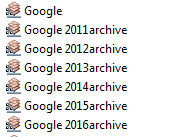 Google
Google 2011archive
Google 2012archive
Google 2013archive
Google 2014archive
Google 2015archive
Google 2016archive